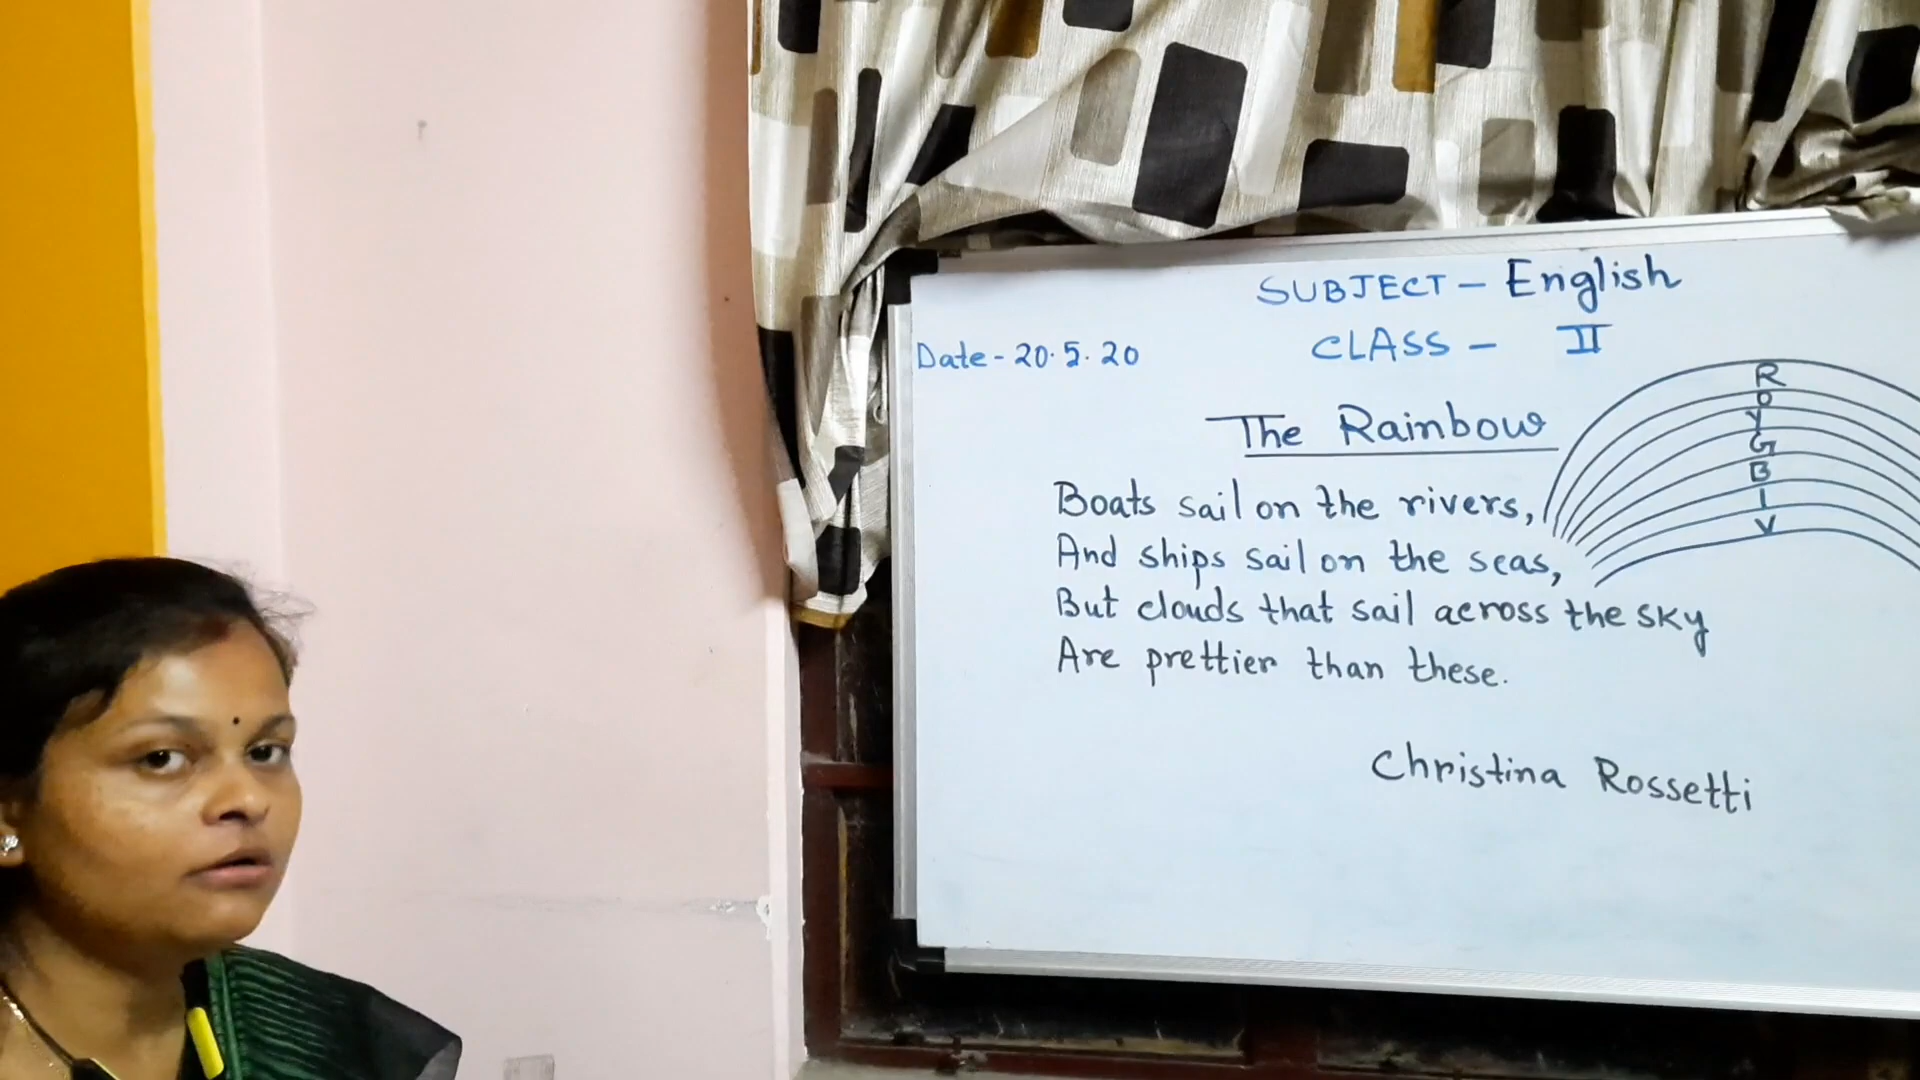 SUBJECT - English
CLASS - II
Date - 20.5.20
The Rainbow
Boats sail on the rivers,
And ships sail on the seas,
But clouds that sail across the sky
Are prettier than these.
Christina Rossetti
R
O
Y
G
B
I
V